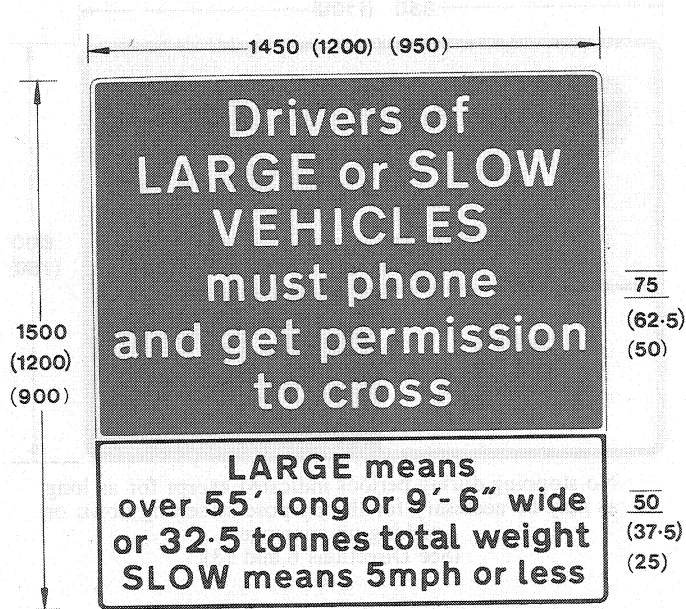 1450 (1200) (950)
Drivers of
LARGE or SLOW
VEHICLES
must phone
and get permission
to cross
75
(62·5)
(50)
1500
(1200)
(900)
LARGE means
over 55′ long or 9′-6″ wide
or 32·5 tonnes total weight
SLOW means 5mph or less
50
(37·5)
(25)